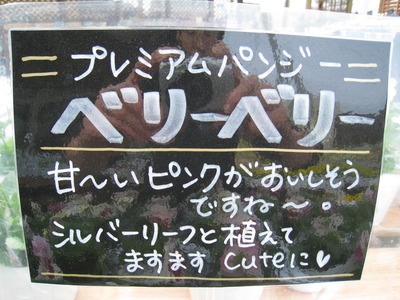 プレミアムパンジー
ベリーベリー
甘〜いピンクがおいしそう
ですね〜。
シルバーリーフと植えて
ますます cuteに♥